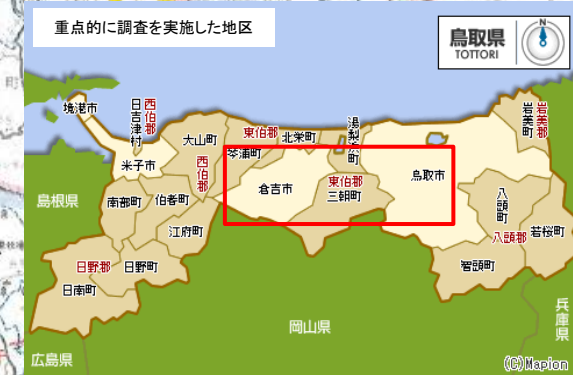 重点的に調査を実施した地区
鳥取県
TOTTORI
N
境港市
日吉津村
西伯郡
米子市
大山町
西伯郡
東伯郡
琴浦町
北栄町
湯梨浜町
岩美町
岩美郡
倉吉市
東伯郡
三朝町
鳥取市
八頭町
八頭郡
若桜町
智頭町
島根県
南部町
伯耆町
江府町
日野郡
日野町
日南町
岡山県
兵庫県
広島県
(C)Mapion